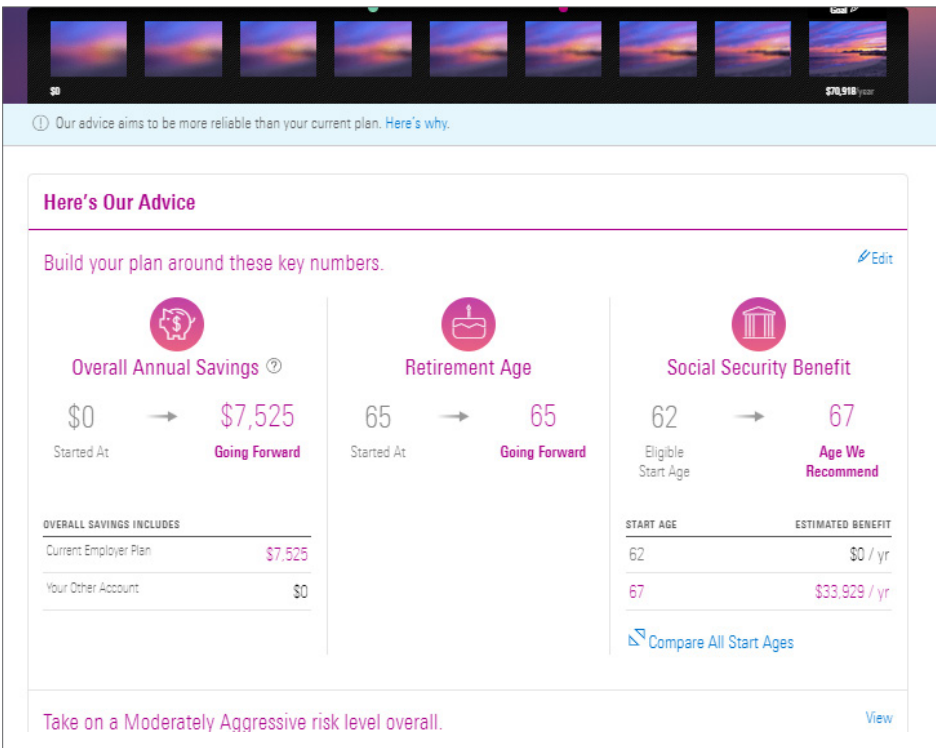 Goal
$0
$70,918/year
Our advice aims to be more reliable than your current plan. Here's why.
Here's Our Advice
Build your plan around these key numbers.
Edit
Overall Annual Savings ?
$0
$7,525
Started At
Going Forward
OVERALL SAVINGS INCLUDES
Current Employer Plan $7,525
Your Other Account $0
Retirement Age
65
65
Started At
Going Forward
Social Security Benefit
62
67
Eligible
Start Age
Age We
Recommend
START AGE ESTIMATED BENEFIT
62 $0 / yr
67 $33,929 / yr
Compare All Start Ages
Take on a Moderately Aggressive risk level overall.
View